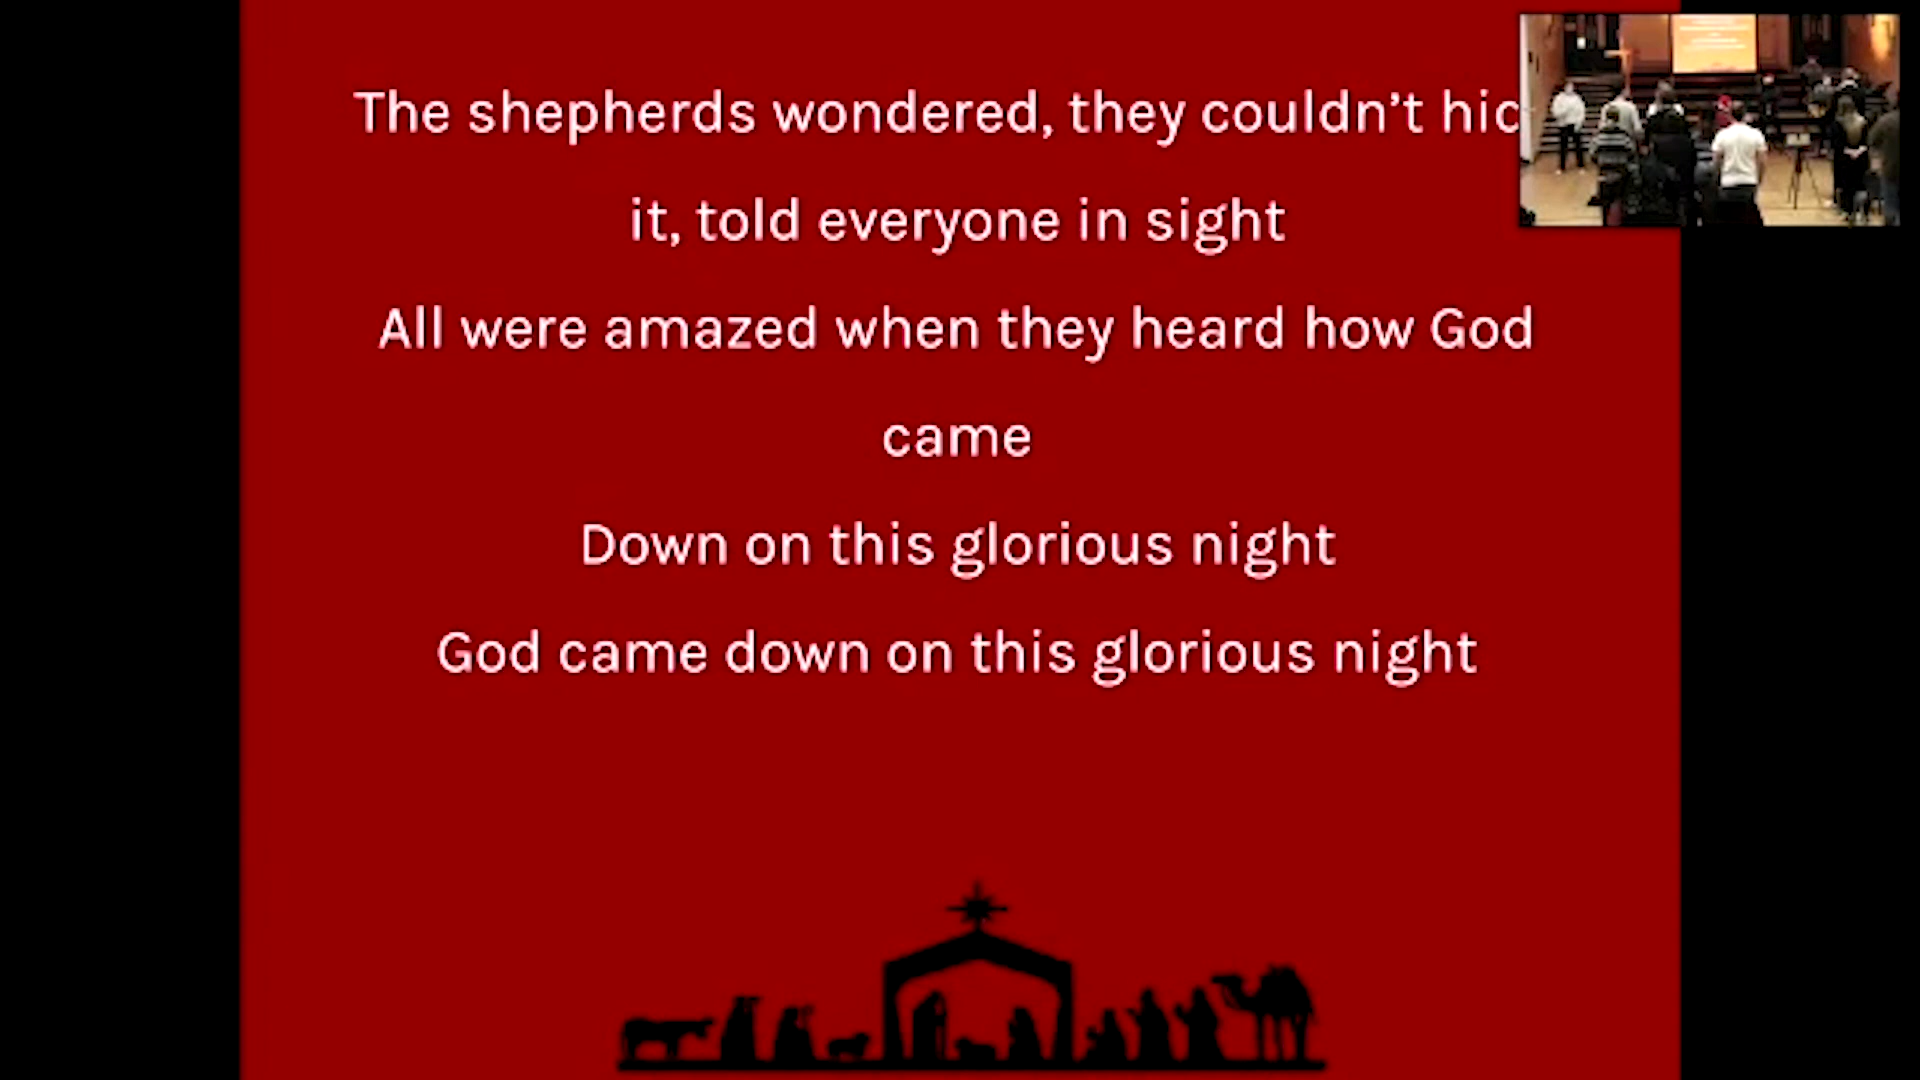 The shepherds wondered, they couldn't
it, told everyone in sight
All were amazed when they heard how God
came
Down on this glorious night
God came down on this glorious night